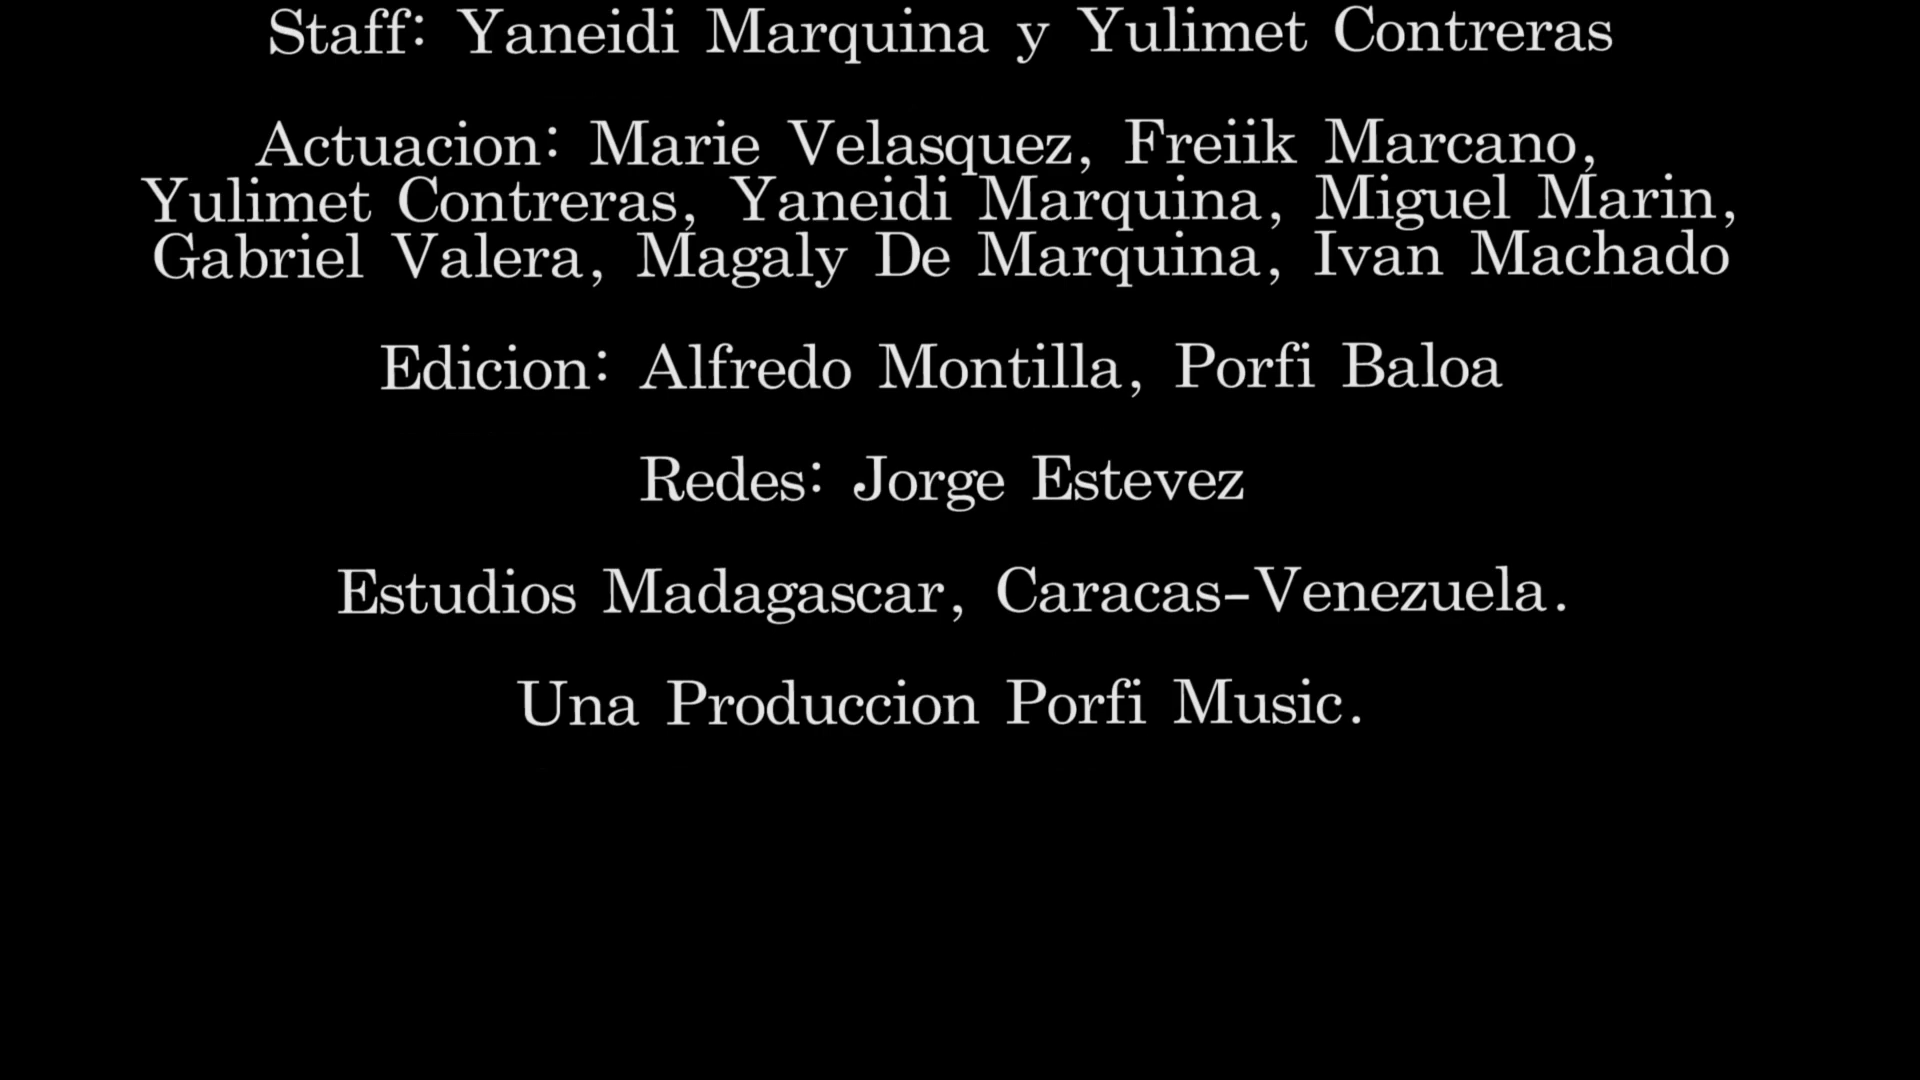 Staff: Yaneidi Marquina y Yulimet Contreras
Actuacion: Marie Velasquez, Freiik Marcano,
Yulimet Contreras, Yaneidi Marquina, Miguel Marin,
Gabriel Valera, Magaly De Marquina, Ivan Machado
Edicion: Alfredo Montilla, Porfi Baloa
Redes: Jorge Estevez
Estudios Madagascar, Caracas-Venezuela.
Una Produccion Porfi Music.